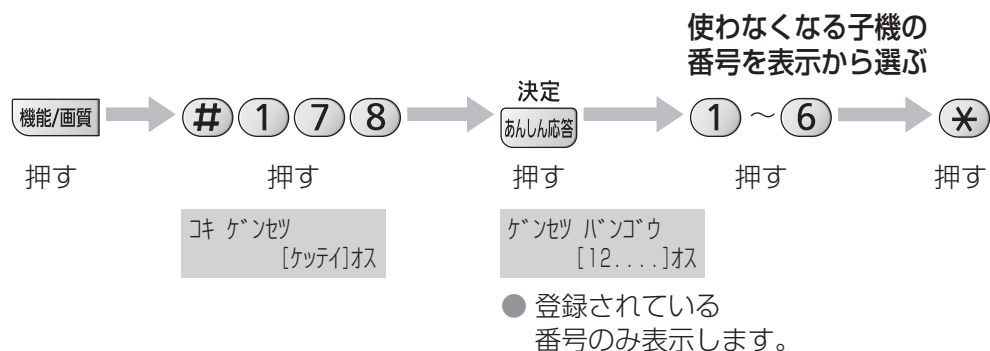 使わなくなる子機の
番号を表示から選ぶ
機能/画質
# 1 7 8
決定
あんしん応答
1 ～ 6
＊
押す
押す
押す
押す
押す
コキ ゲンセツ
[ケッテイ]オス
ゲンセツ バンゴウ
[12....]オス
● 登録されている
番号のみ表示します。